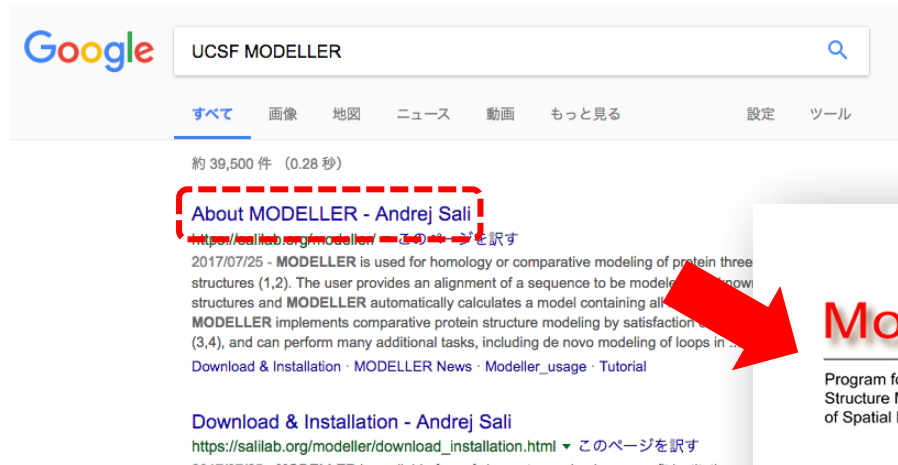 Google
UCSF MODELLER
すべて 画像 地図 ニュース 動画 もっと見る 設定 ツール
約 39,500 件 (0.28 秒)
About MODELLER - Andrej Sali
https://salilab.org/modeller/ このページを訳す
2017/07/25 - MODELLER is used for homology or comparative modeling of protein three
structures (1,2). The user provides an alignment of a sequence to be
structures and MODELLER automatically calculates a model containing all
MODELLER implements comparative protein structure modeling by satisfaction
(3,4), and can perform many additional tasks, including de novo modeling of loops in ...
Download & Installation · MODELLER News · Modeller_usage · Tutorial
Download & Installation - Andrej Sali
https://salilab.org/modeller/download_installation.html ▼ このページを訳す
Mo
Program fo
Structure M
of Spatial